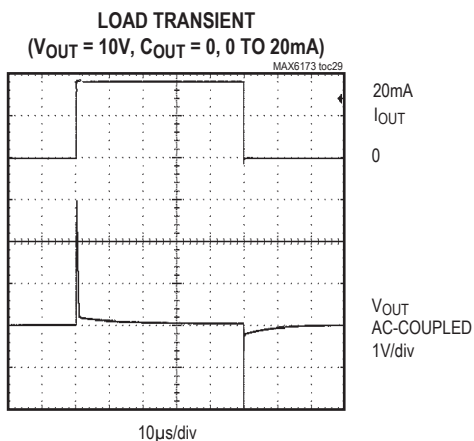 LOAD TRANSIENT
(VOUT = 10V, COUT = 0, 0 TO 20mA)
MAX6173 toc29
20mA
IOUT
0
VOUT
AC-COUPLED
1V/div
10µs/div